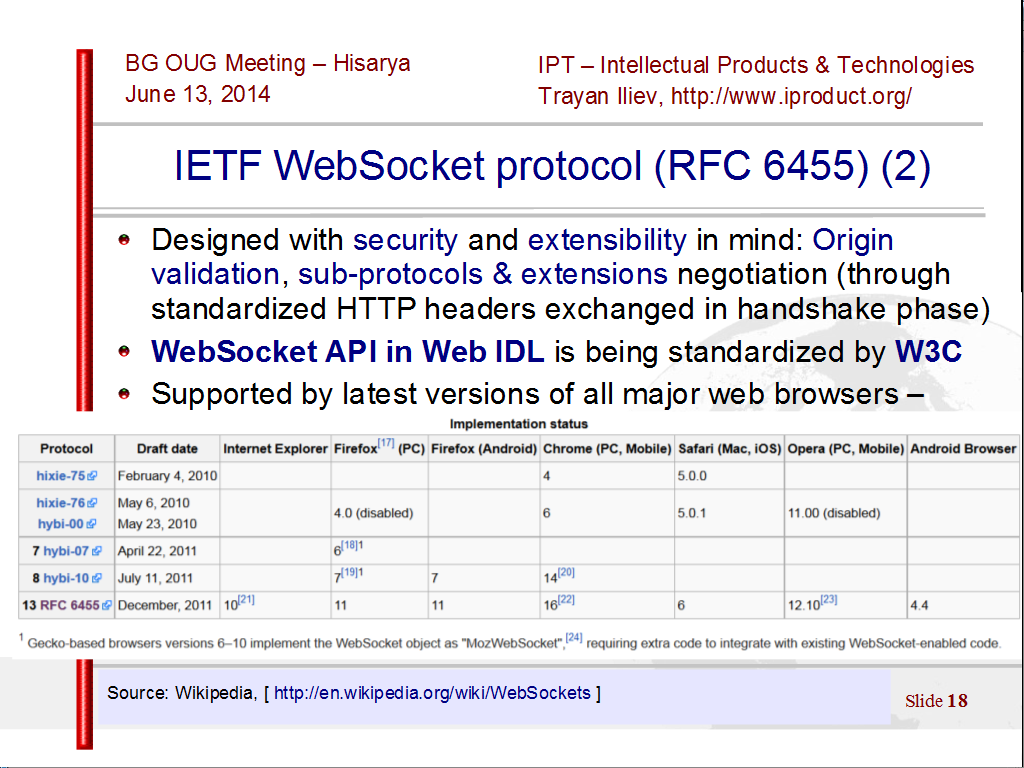 BG OUG Meeting – Hisarya
June 13, 2014
IPT – Intellectual Products & Technologies
Trayan Iliev, http://www.iproduct.org/
IETF WebSocket protocol (RFC 6455) (2)
Designed with security and extensibility in mind: Origin
validation, sub-protocols & extensions negotiation (through
standardized HTTP headers exchanged in handshake phase)
WebSocket API in Web IDL is being standardized by W3C
Supported by latest versions of all major web browsers –
Implementation status
Protocol Draft date Internet Explorer Firefox[17] (PC) Firefox (Android) Chrome (PC, Mobile) Safari (Mac, iOS) Opera (PC, Mobile) Android Browser
hixie-75 February 4, 2010 4 5.0.0
hixie-76 May 6, 2010
hybi-00 May 23, 2010 4.0 (disabled) 6 5.0.1 11.00 (disabled)
7 hybi-07 April 22, 2011 6[18]1
8 hybi-10 July 11, 2011 7[19]1 7 14[20]
13 RFC 6455 December, 2011 10[21] 11 11 16[22] 6 12.10[23] 4.4
1 Gecko-based browsers versions 6–10 implement the WebSocket object as "MozWebSocket",[24] requiring extra code to integrate with existing WebSocket-enabled code.
Source: Wikipedia, [ http://en.wikipedia.org/wiki/WebSockets ]
Slide 18